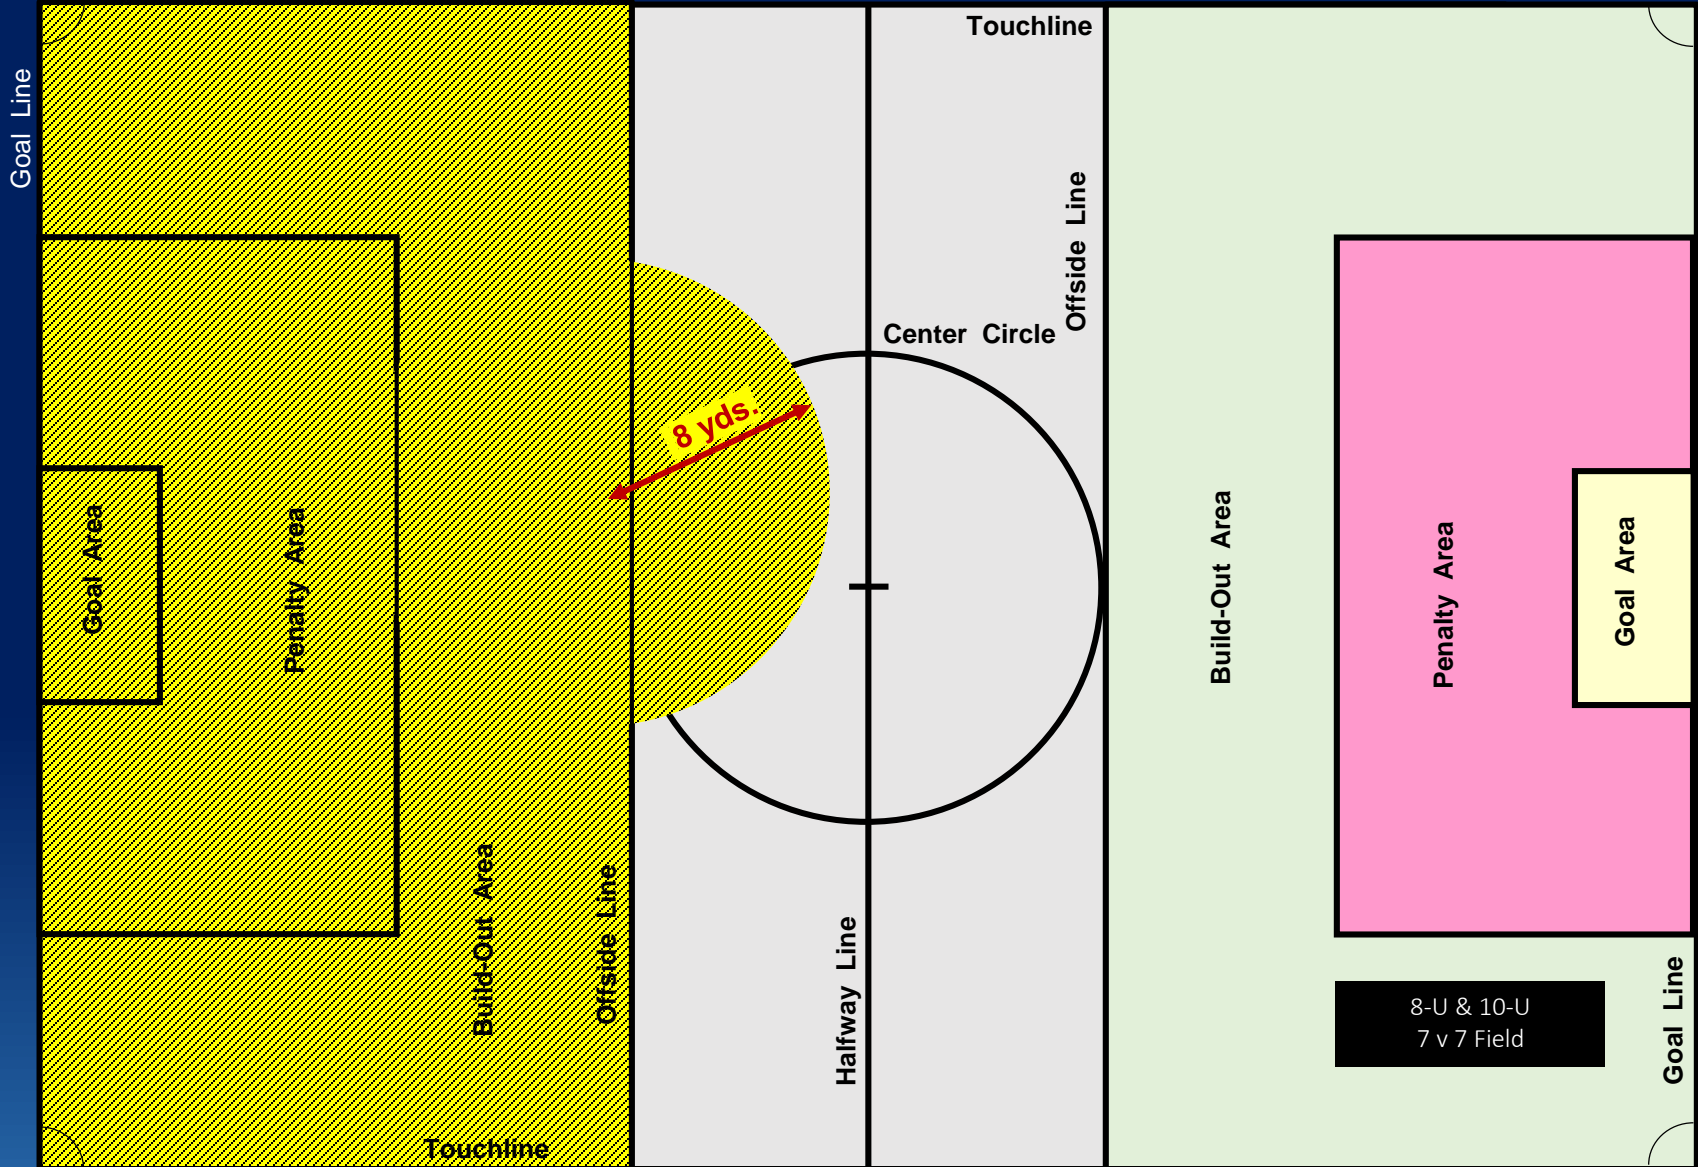 Goal Line
Touchline
Offside Line
Center Circle
8 yds.
Goal Area
Penalty Area
Build-Out Area
Penalty Area
Goal Area
Build-Out Area
Offside Line
Halfway Line
8-U & 10-U
7 v 7 Field
Goal Line
Touchline